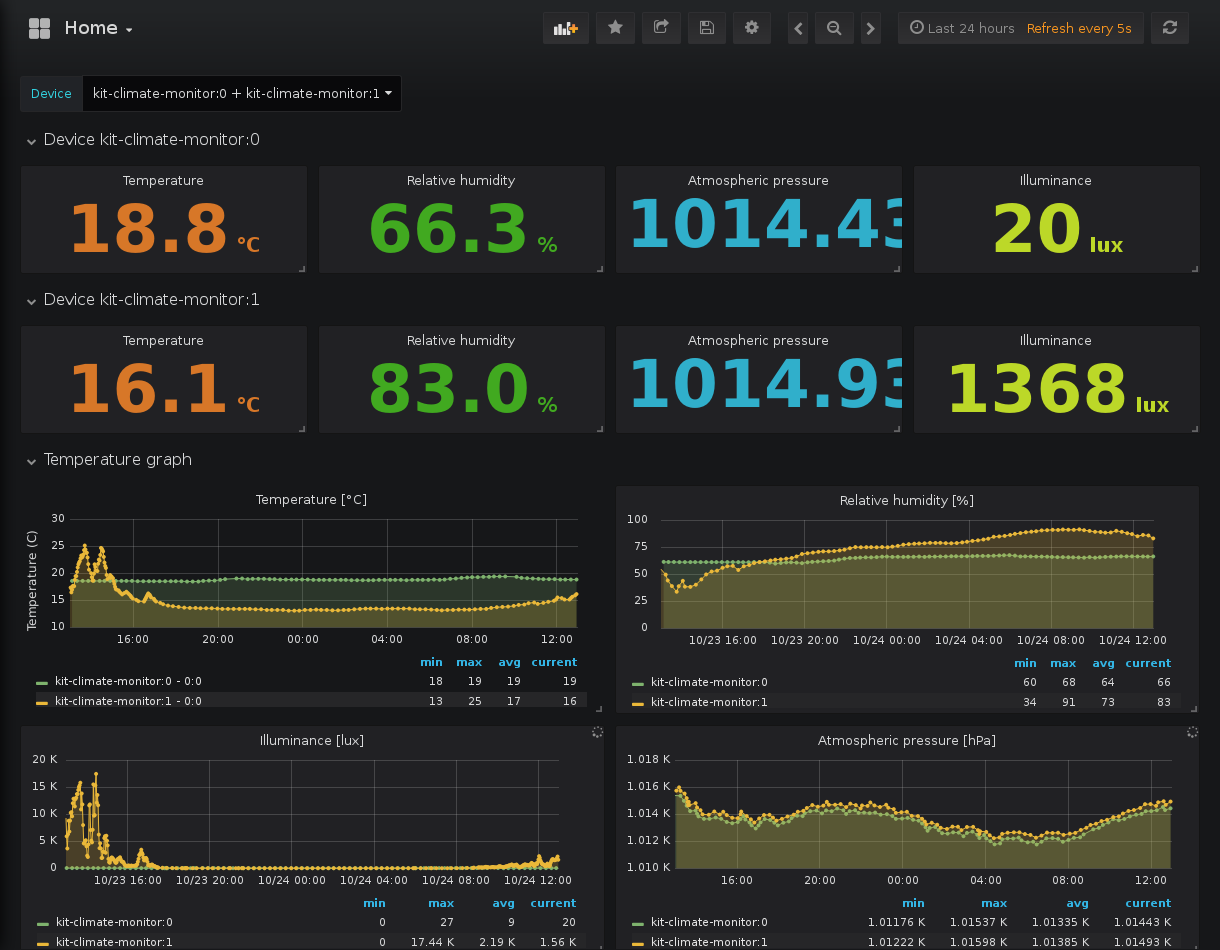 Home
Last 24 hours Refresh every 5s
Device kit-climate-monitor:0 + kit-climate-monitor:1
Device kit-climate-monitor:0
Temperature Relative humidity Atmospheric pressure Illuminance
18.8 °C 66.3 % 1014.43 20 lux
Device kit-climate-monitor:1
Temperature Relative humidity Atmospheric pressure Illuminance
16.1 °C 83.0 % 1014.93 1368 lux
Temperature graph
Temperature [°C]
Temperature (C)
30
25
20
15
10
16:00 20:00 00:00 04:00 08:00 12:00
min max avg current
kit-climate-monitor:0 - 0:0 18 19 19 19
kit-climate-monitor:1 - 0:0 13 25 17 16
Relative humidity [%]
100
75
50
25
0
10/23 16:00 10/23 20:00 10/24 00:00 10/24 04:00 10/24 08:00 10/24 12:00
min max avg current
kit-climate-monitor:0 60 68 64 66
kit-climate-monitor:1 34 91 73 83
Illuminance [lux]
20 K
15 K
10 K
5 K
0
10/23 16:00 10/23 20:00 10/24 00:00 10/24 04:00 10/24 08:00 10/24 12:00
min max avg current
kit-climate-monitor:0 0 27 9 20
kit-climate-monitor:1 0 17.44 K 2.19 K 1.56 K
Atmospheric pressure [hPa]
1.018 K
1.016 K
1.014 K
1.012 K
1.010 K
16:00 20:00 00:00 04:00 08:00 12:00
min max avg current
kit-climate-monitor:0 1.01176 K 1.01537 K 1.01335 K 1.01443 K
kit-climate-monitor:1 1.01222 K 1.01598 K 1.01385 K 1.01493 K